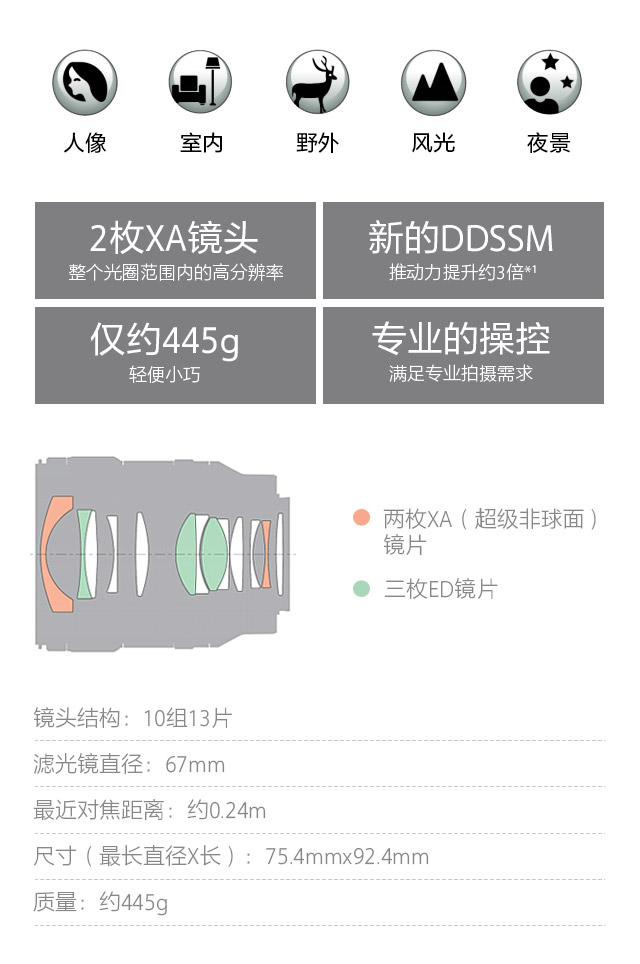 人像
室内
野外
风光
夜景
2枚XA镜头
整个光圈范围内的高分辨率
新的DDSSM
推动力提升约3倍*¹
仅约445g
轻便小巧
专业的操控
满足专业拍摄需求
两枚XA（超级非球面）
镜片
三枚ED镜片
镜头结构：10组13片
滤光镜直径：67mm
最近对焦距离：约0.24m
尺寸（最长直径X长）：75.4mmx92.4mm
质量：约445g